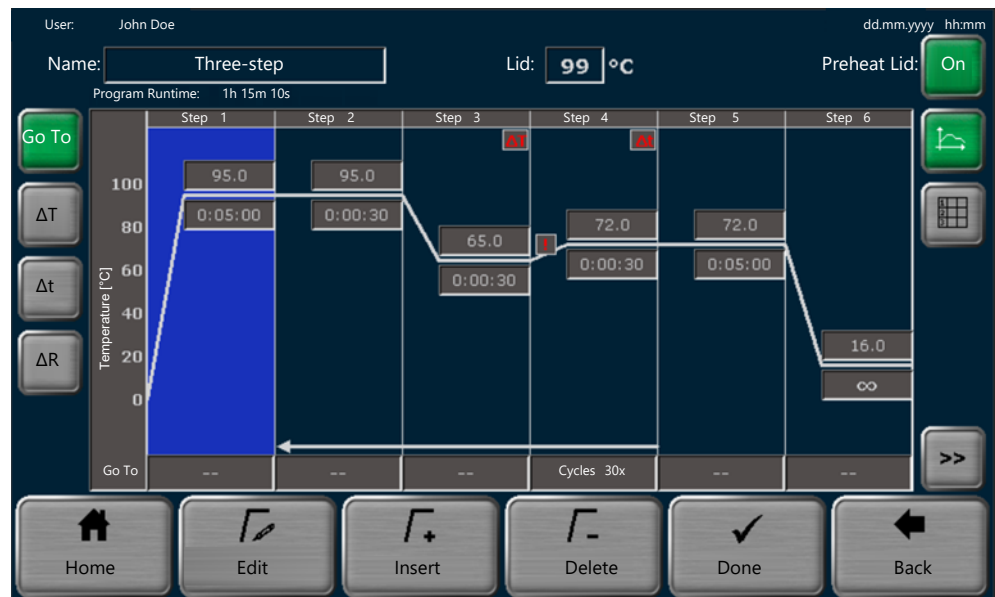 User: John Doe dd.mm.yyyy hh:mm
Name: Three-step Lid: 99 °C Preheat Lid: On
Program Runtime: 1h 15m 10s
Step 1 Step 2 Step 3 Step 4 Step 5 Step 6
Go To
ΔT Δt
100
95.0 95.0
ΔT
80
0:05:00 0:00:30
72.0 72.0
65.0 !
60
0:00:30 0:05:00
Δt
0:00:30
Temperature [°C]
40
16.0
ΔR
20
∞
0
>>
Go To -- -- -- Cycles 30x -- --
Home Edit Insert Delete Done Back